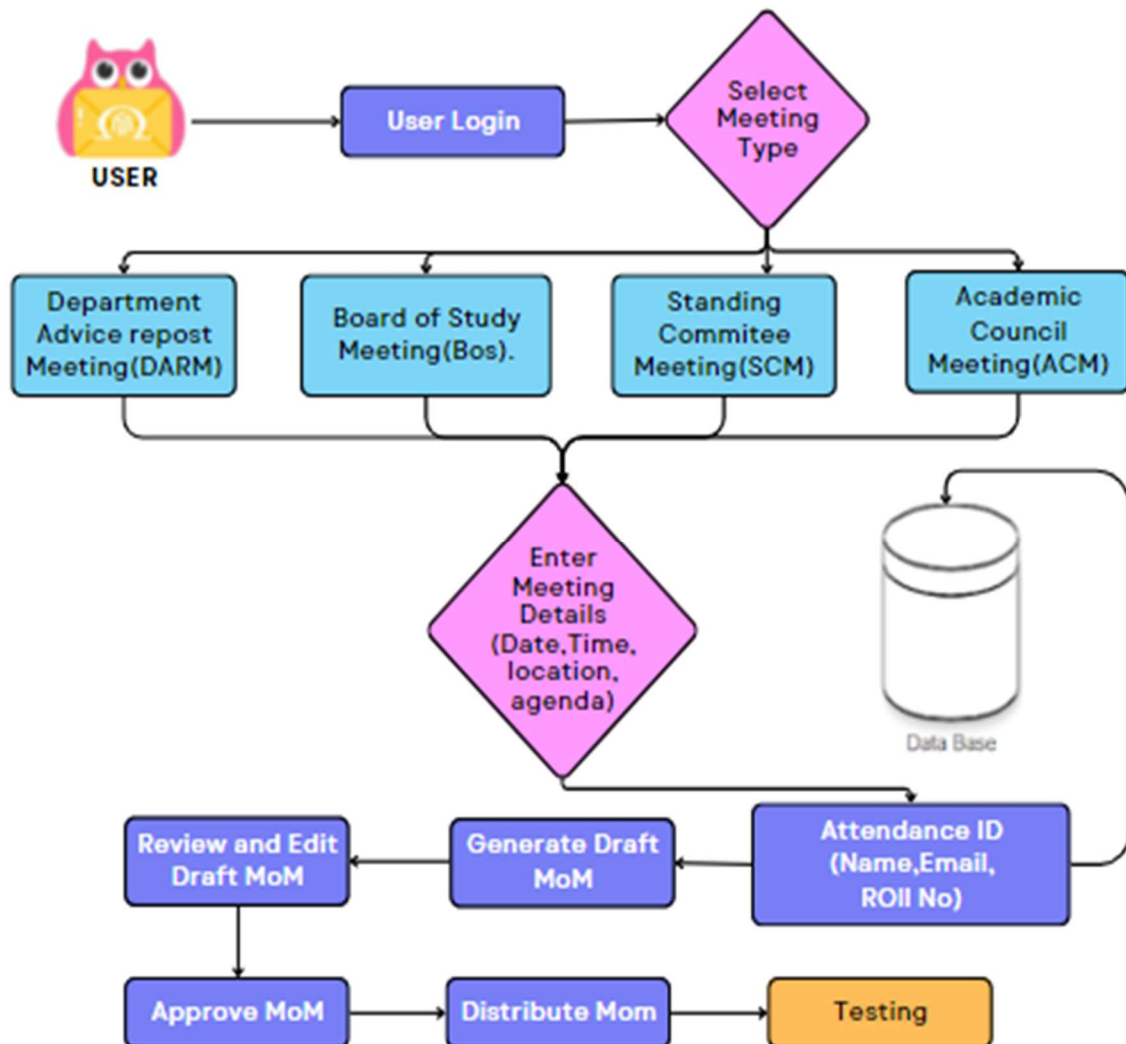 USER
User Login
Select
Meeting
Type
Department
Advice repost
Meeting(DARM)
Board of Study
Meeting(Bos).
Standing
Commitee
Meeting(SCM)
Academic
Council
Meeting(ACM)
Enter
Meeting
Details
(Date,Time,
location,
agenda)
Data Base
Attendance ID
(Name,Email,
ROll No)
Generate Draft
MoM
Review and Edit
Draft MoM
Approve MoM
Distribute Mom
Testing